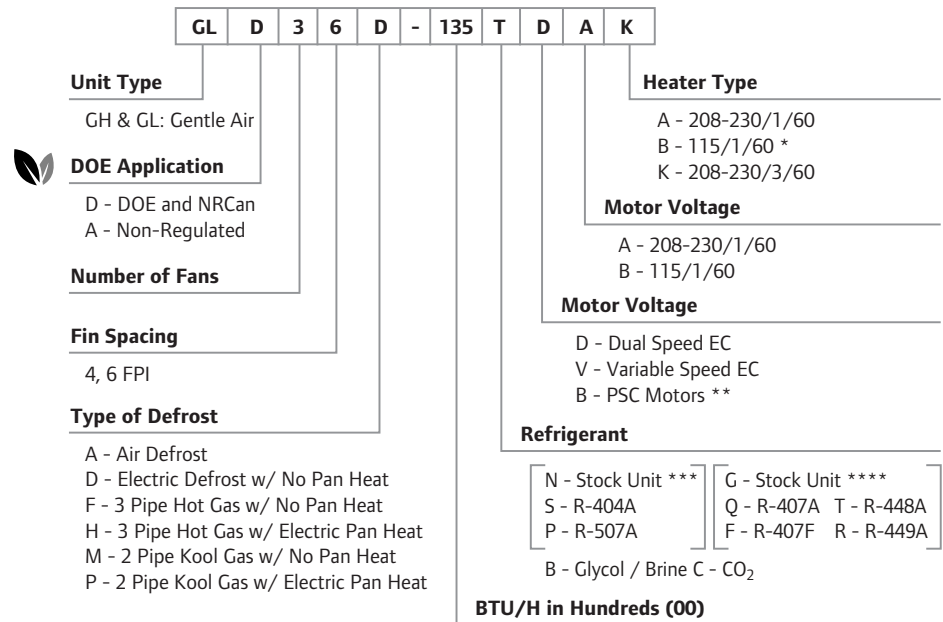 GL D 3 6 D - 135 T D A K
Unit Type
GH & GL: Gentle Air
DOE Application
D - DOE and NRCan
A - Non-Regulated
Number of Fans
Fin Spacing
4, 6 FPI
Type of Defrost
A - Air Defrost
D - Electric Defrost w/ No Pan Heat
F - 3 Pipe Hot Gas w/ No Pan Heat
H - 3 Pipe Hot Gas w/ Electric Pan Heat
M - 2 Pipe Kool Gas w/ No Pan Heat
P - 2 Pipe Kool Gas w/ Electric Pan Heat
Heater Type
A - 208-230/1/60
B - 115/1/60 *
K - 208-230/3/60
Motor Voltage
A - 208-230/1/60
B - 115/1/60
Motor Voltage
D - Dual Speed EC
V - Variable Speed EC
B - PSC Motors **
Refrigerant
N - Stock Unit ***
S - R-404A
P - R-507A
G - Stock Unit ****
Q - R-407A T - R-448A
F - R-407F R - R-449A
B - Glycol / Brine C - CO₂
BTU/H in Hundreds (00)